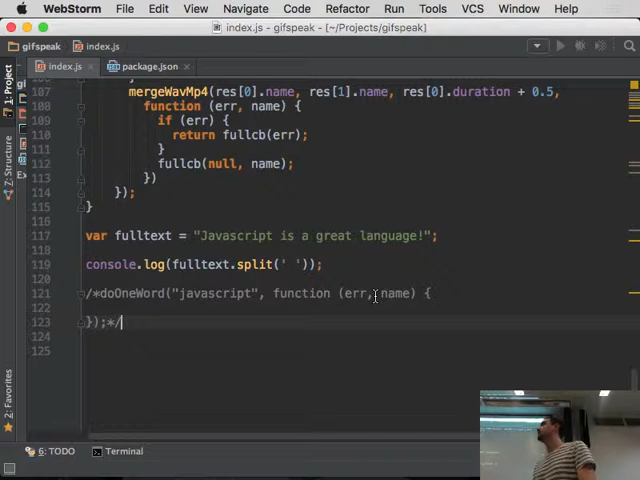 WebStorm File Edit View Navigate Code Refactor Run Tools VCS Window Help
index.js - gifspeak - [~/Projects/gifspeak]
gifspeak index.js
index.js package.json
1: Project
7: Structure
2: Favorites
107 mergeWavMp4(res[0].name, res[1].name, res[0].duration + 0.5,
108 function (err, name) {
109 if (err) {
110 return fullcb(err);
111 }
112 fullcb(null, name);
113 })
114 });
115 }
116
117 var fulltext = "Javascript is a great language!";
118
119 console.log(fulltext.split(' '));
120
121 /*doOneWord("javascript", function (err, name) {
122
123 });*/
124
125
6: TODO Terminal